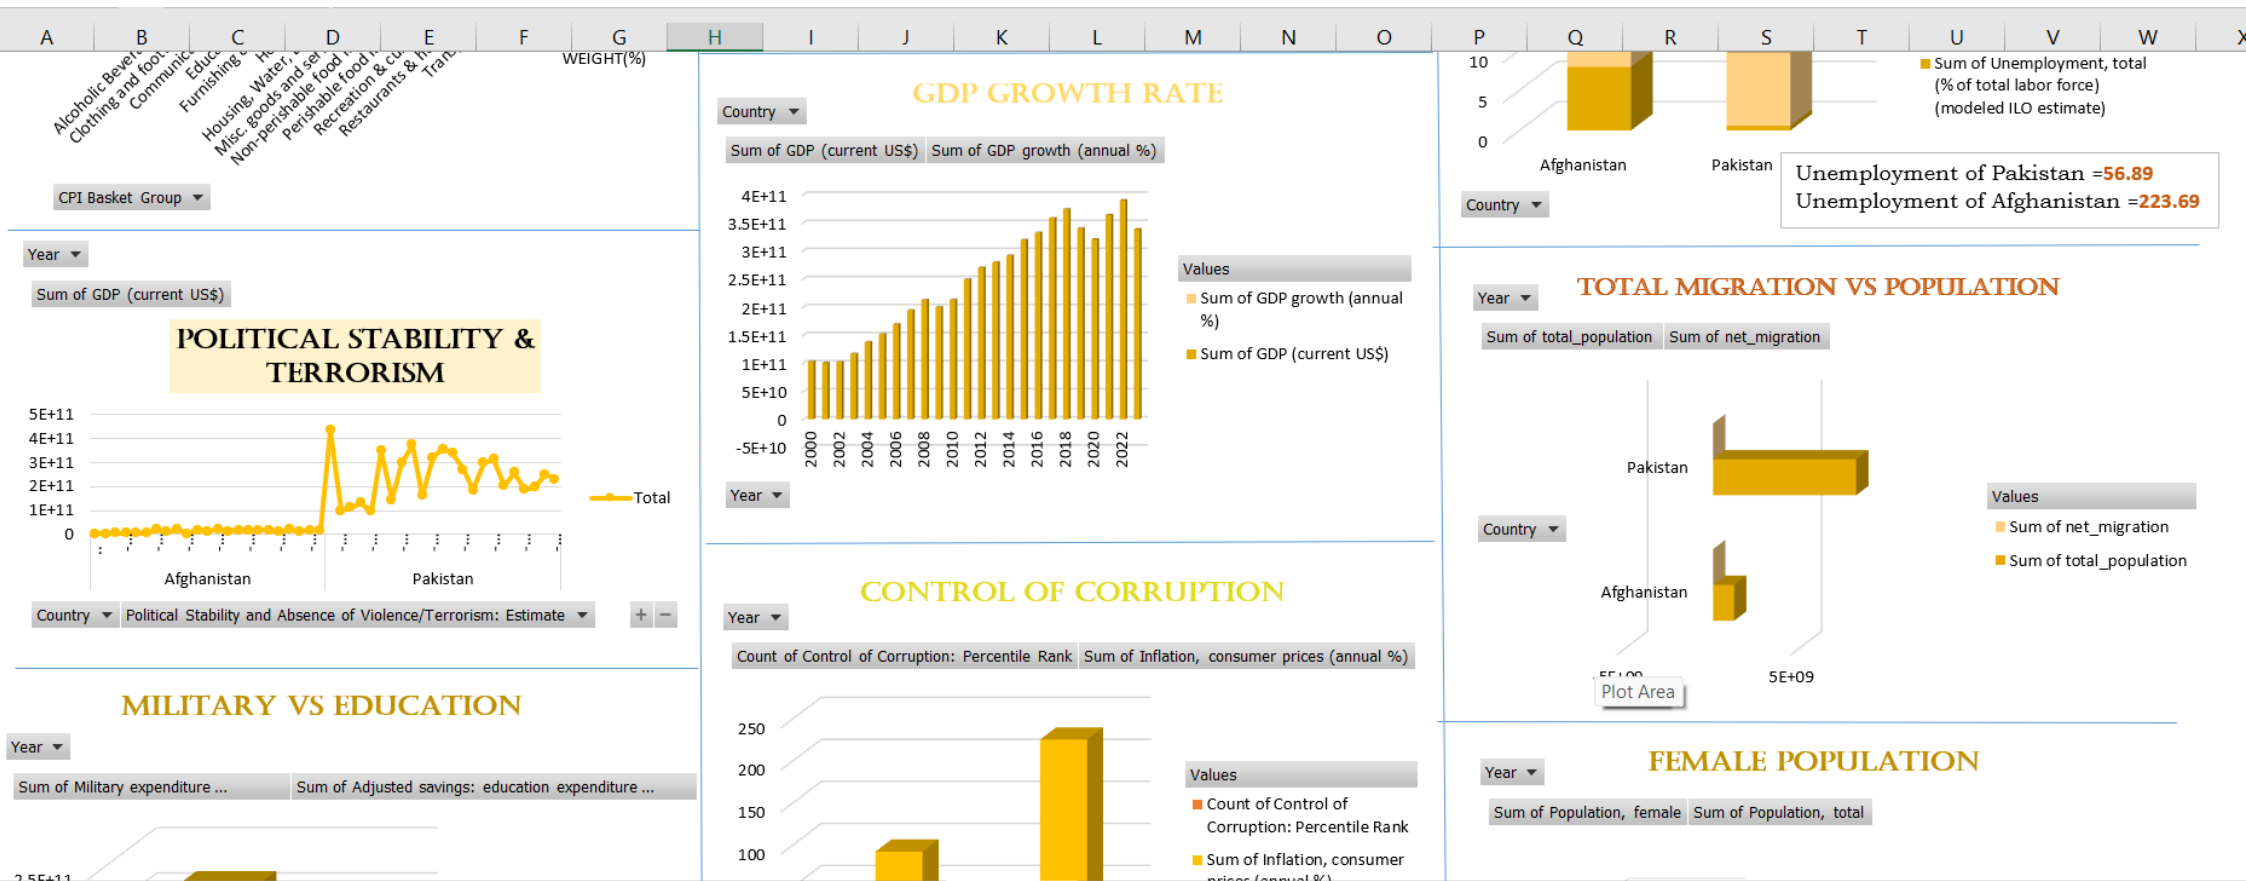 A B C D E F G H I J K L M N O P Q R S T U V W X
WEIGHT(%)
Alcoholic Bever
Clothing and foot
Communic
Educ
Furnishing
Housing, Water,
Misc. goods and ser
Non-perishable food
Perishable food
Recreation & cu
Restaurants & h
Tran
CPI Basket Group
Year
Sum of GDP (current US$)
POLITICAL STABILITY &
TERRORISM
5E+11
4E+11
3E+11
2E+11
1E+11
0
Afghanistan
Pakistan
Total
Country
Political Stability and Absence of Violence/Terrorism: Estimate
+ −
MILITARY VS EDUCATION
Year
Sum of Military expenditure ...
Sum of Adjusted savings: education expenditure ...
2.5E+11
GDP GROWTH RATE
Country
Sum of GDP (current US$)
Sum of GDP growth (annual %)
4E+11
3.5E+11
3E+11
2.5E+11
2E+11
1.5E+11
1E+11
5E+10
0
-5E+10
2000
2002
2004
2006
2008
2010
2012
2014
2016
2018
2020
2022
Values
Sum of GDP growth (annual
%)
Sum of GDP (current US$)
Year
CONTROL OF CORRUPTION
Year
Count of Control of Corruption: Percentile Rank
Sum of Inflation, consumer prices (annual %)
250
200
150
100
Values
Count of Control of
Corruption: Percentile Rank
Sum of Inflation, consumer
prices (annual %)
10
5
0
Afghanistan
Pakistan
Sum of Unemployment, total
(% of total labor force)
(modeled ILO estimate)
Unemployment of Pakistan =56.89
Unemployment of Afghanistan =223.69
Country
TOTAL MIGRATION VS POPULATION
Year
Sum of total_population
Sum of net_migration
Pakistan
Afghanistan
Country
-5E+09
5E+09
Plot Area
Values
Sum of net_migration
Sum of total_population
FEMALE POPULATION
Year
Sum of Population, female
Sum of Population, total